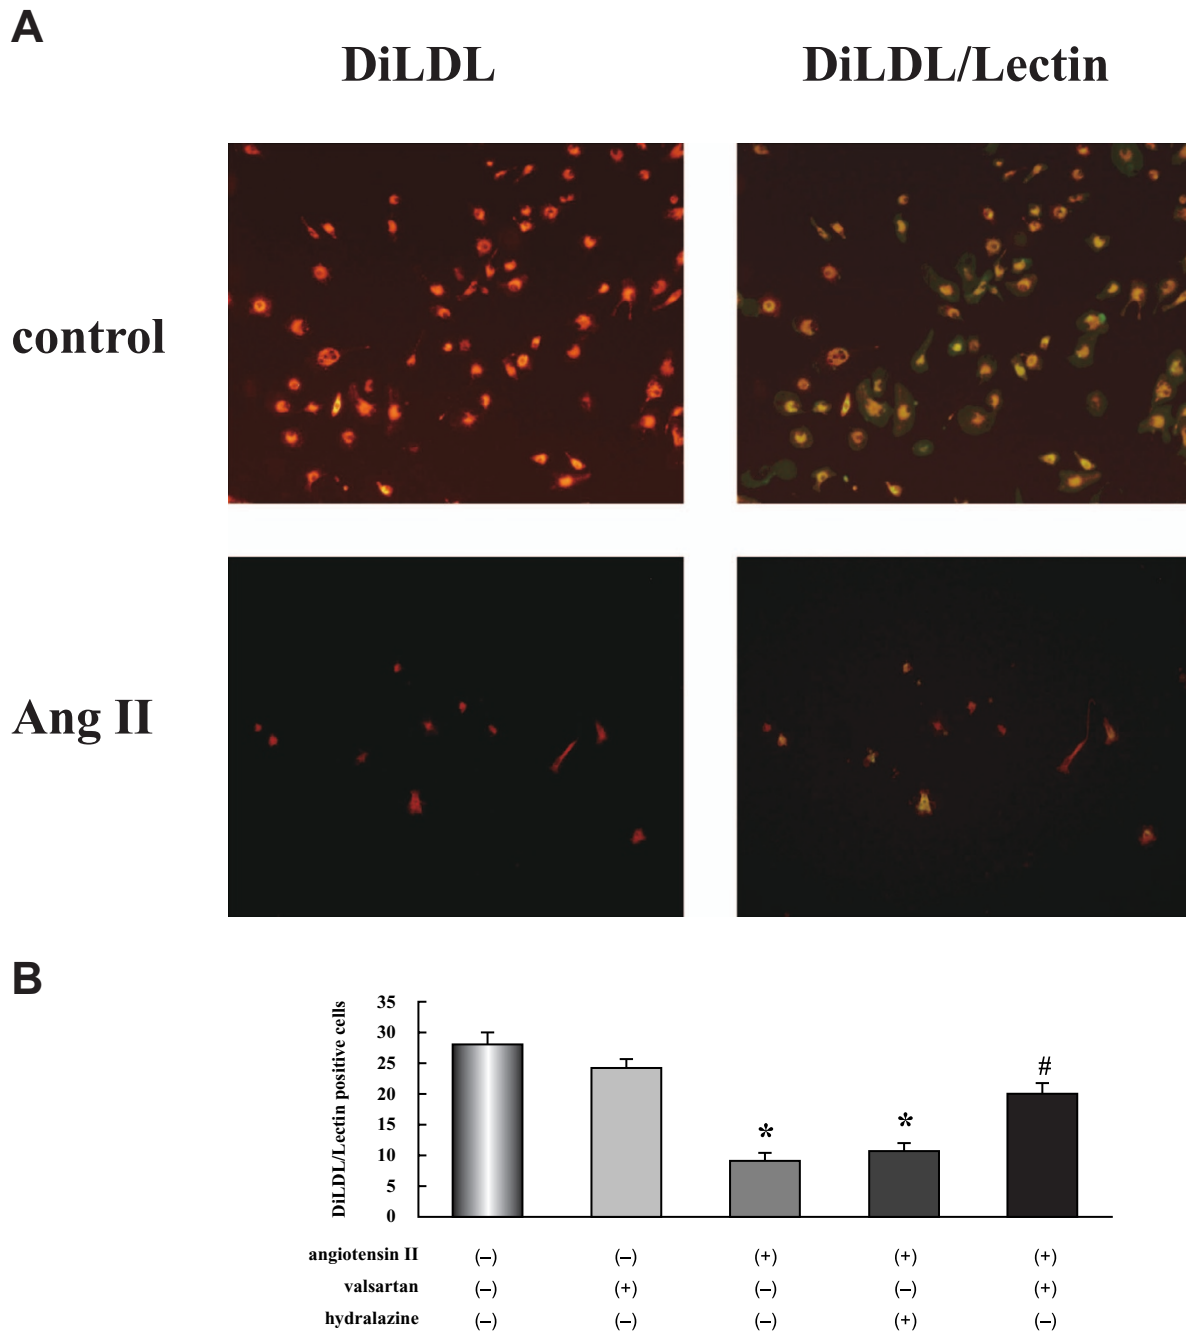 A
DiLDL DiLDL/Lectin
control
Ang II
B
DiLDL/Lectin positive cells
35
30
25
20
15
10
5
0
* * #
angiotensin II (–) (–) (+) (+) (+)
valsartan (–) (+) (–) (–) (+)
hydralazine (–) (–) (–) (+) (–)